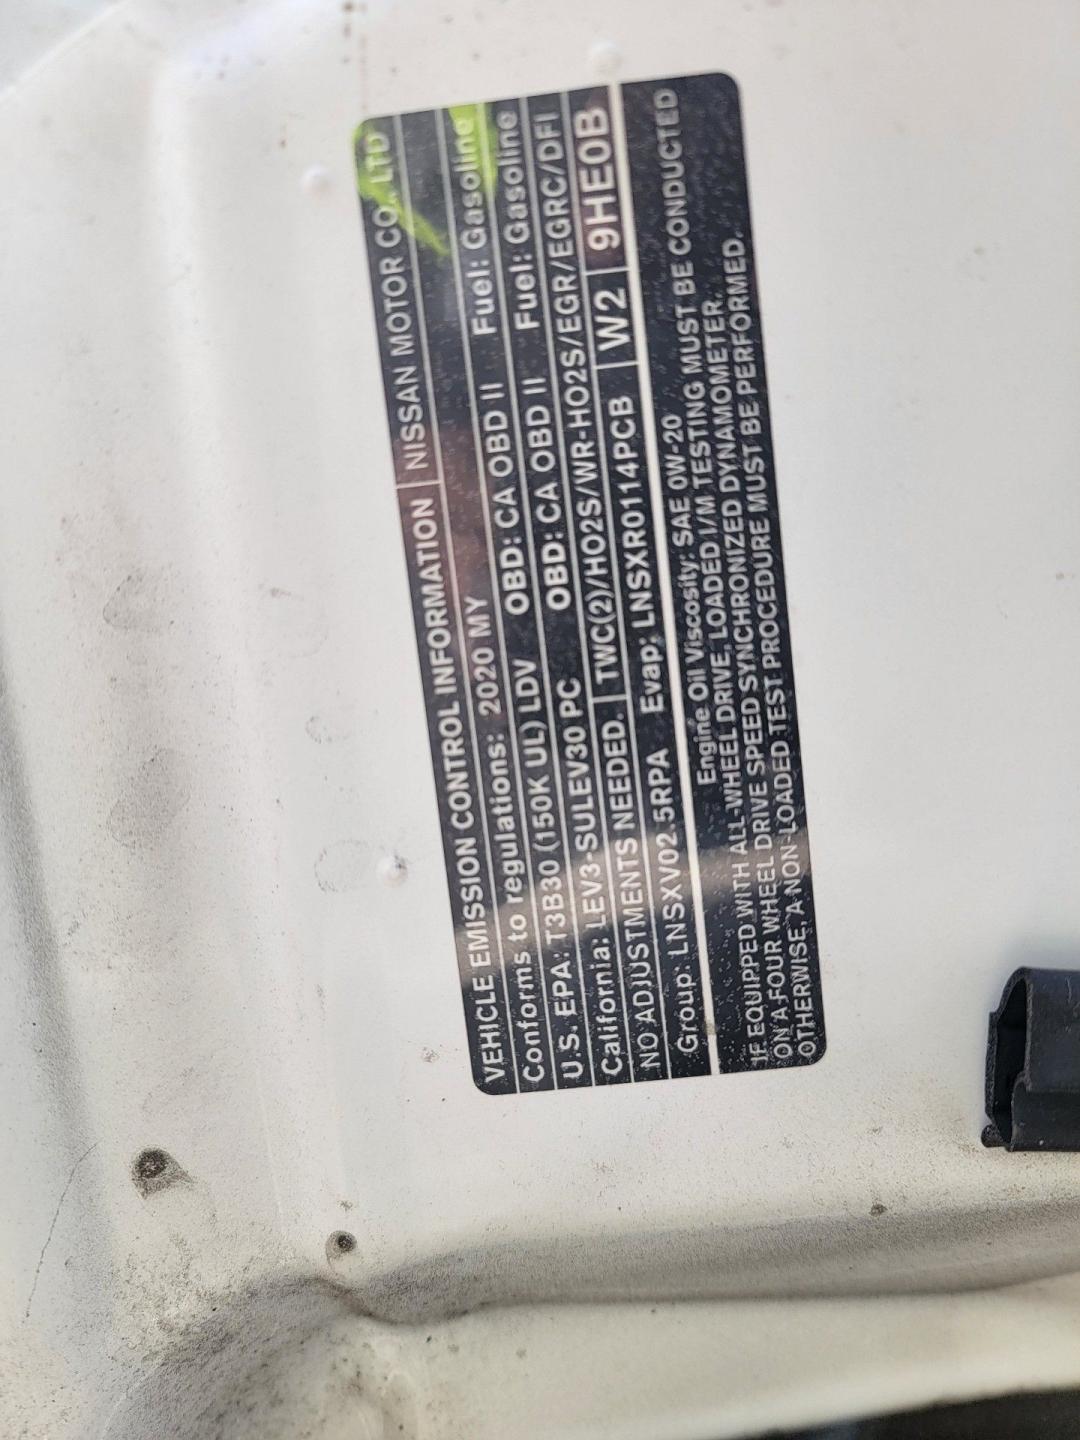 VEHICLE EMISSION CONTROL INFORMATION NISSAN MOTOR CO., LTD
Conforms to regulations: 2020 MY
U.S. EPA: T3B30 (150K UL) LDV OBD: CA OBD II Fuel: Gasoline
California: LEV3-SULEV30 PC OBD: CA OBD II Fuel: Gasoline
NO ADJUSTMENTS NEEDED. TWC(2)/HO2S/WR-HO2S/EGR/EGRC/DFI
Group: LNSXV02.5RPA Evap: LNSXR0114PCB W2 9HE0B
Engine Oil Viscosity: SAE 0W-20
IF EQUIPPED WITH ALL-WHEEL DRIVE, LOADED I/M TESTING MUST BE CONDUCTED
ON A FOUR WHEEL DRIVE SPEED SYNCHRONIZED DYNAMOMETER.
OTHERWISE, A NON-LOADED TEST PROCEDURE MUST BE PERFORMED.